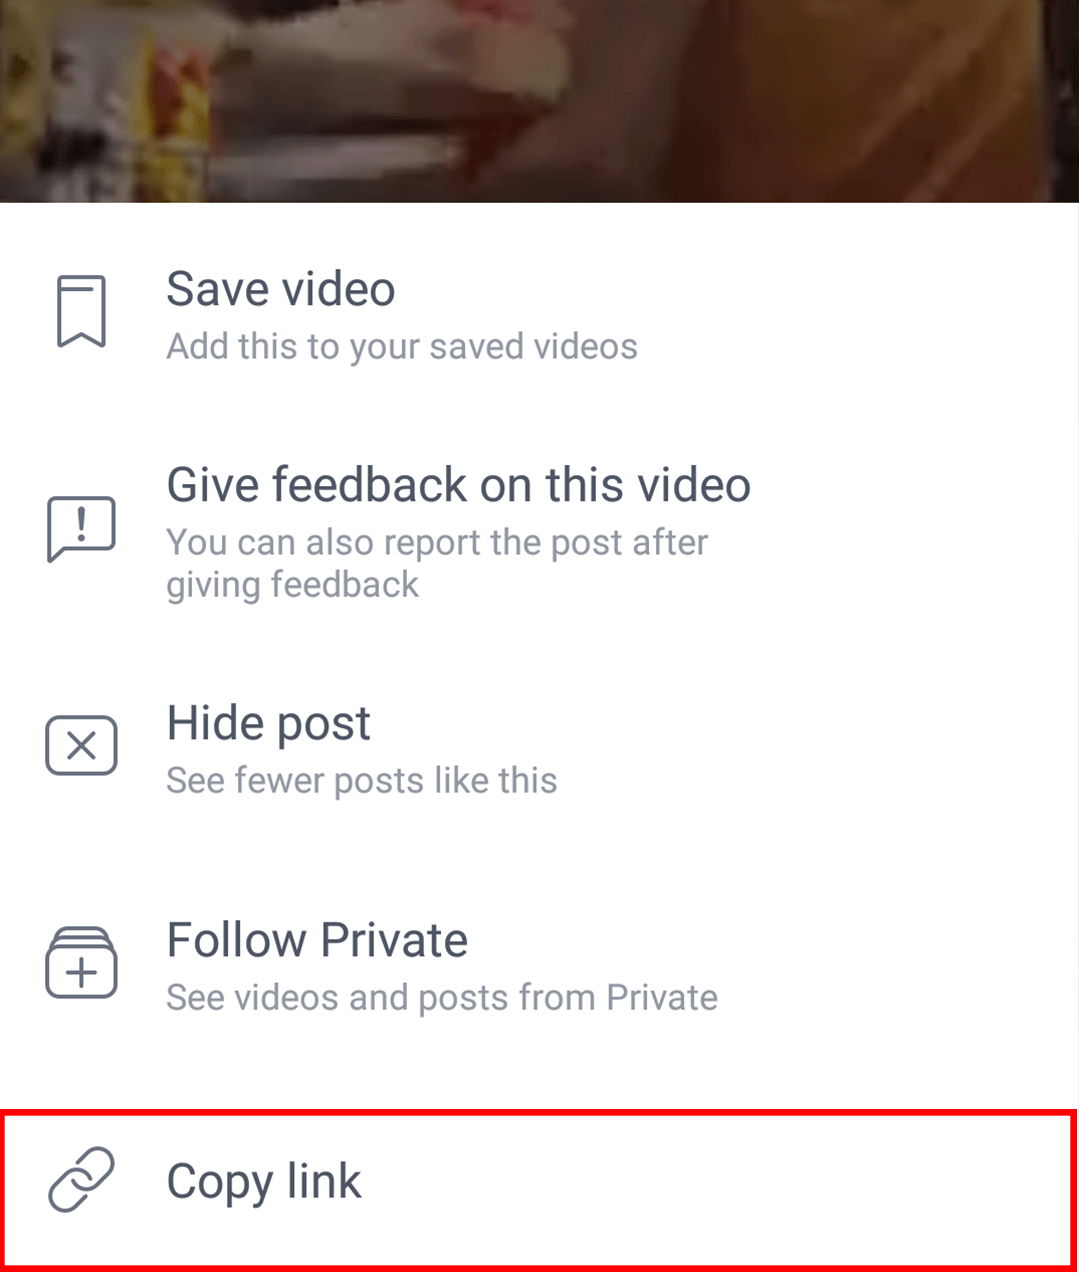 Save video
Add this to your saved videos
Give feedback on this video
You can also report the post after
giving feedback
Hide post
See fewer posts like this
Follow Private
See videos and posts from Private
Copy link